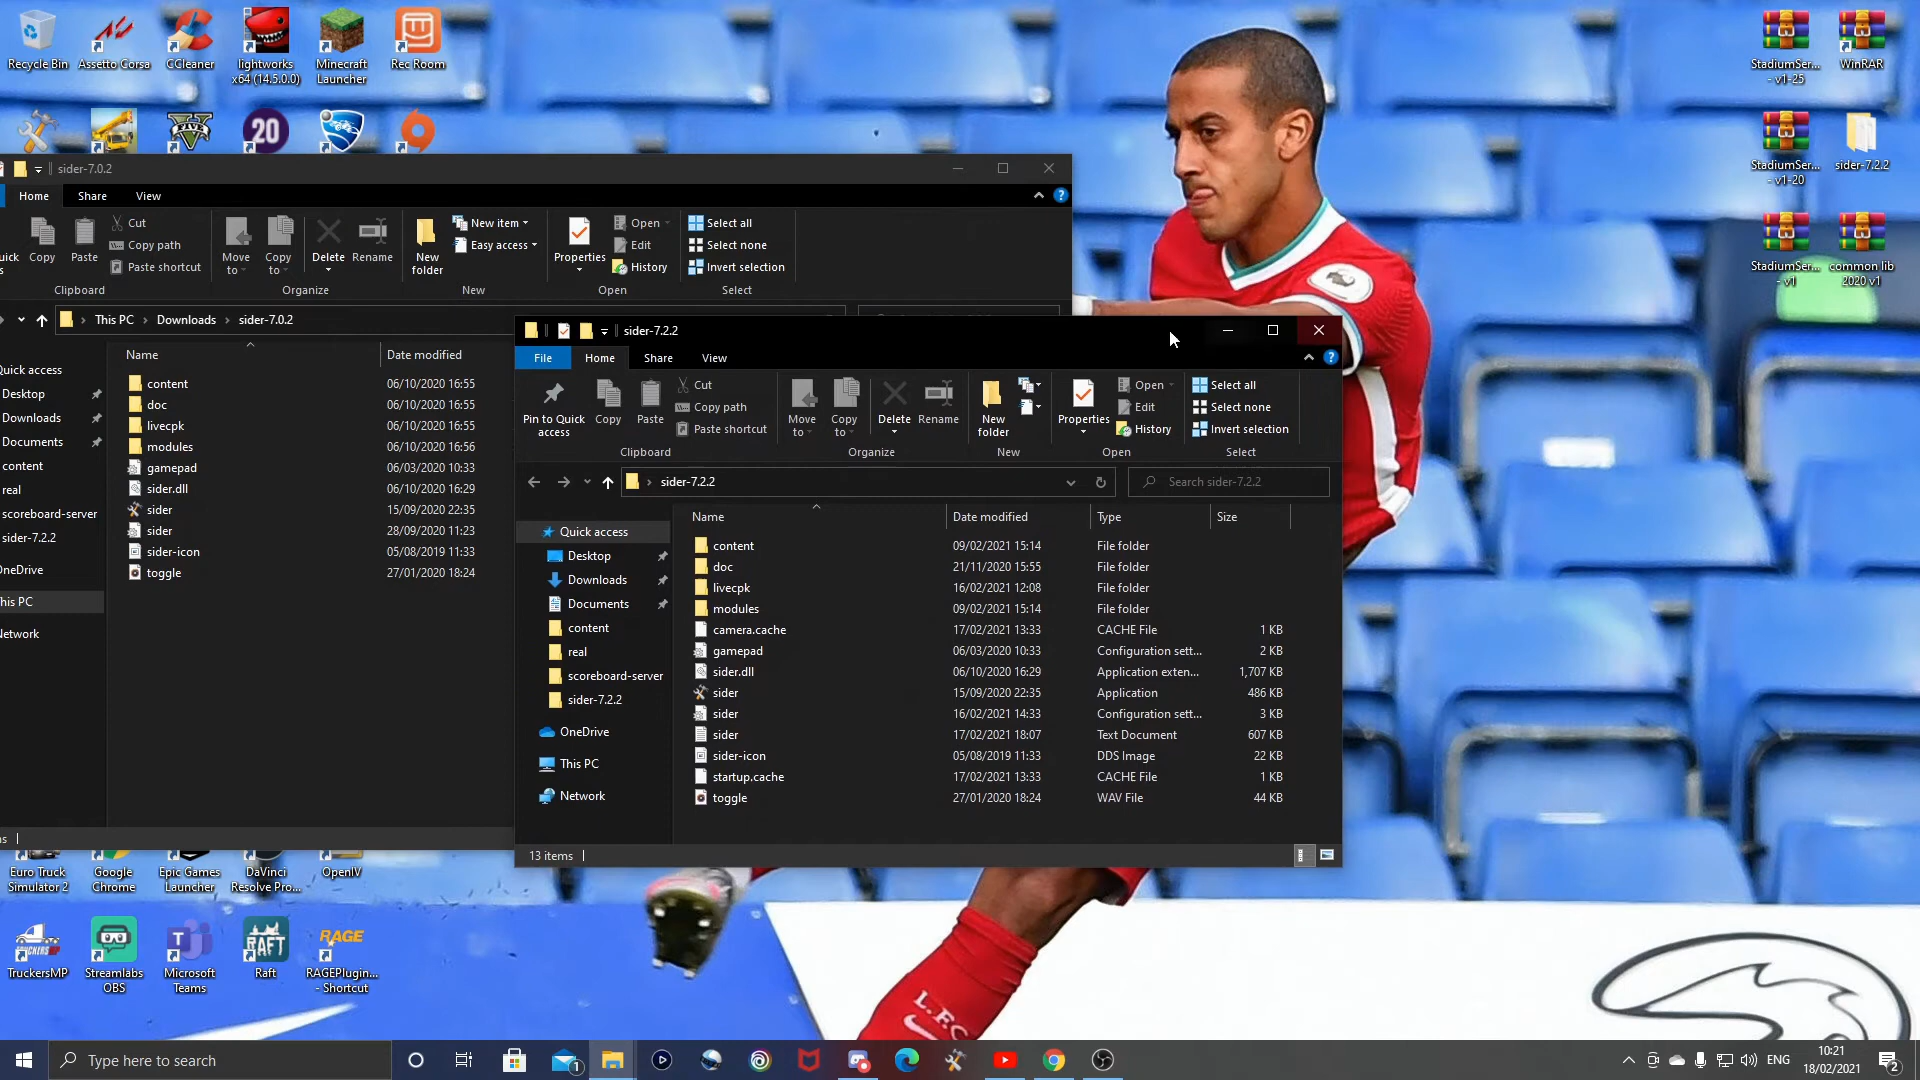 Recycle Bin
Assetto Corsa
CCleaner
lightworks
x64 (14.5.0.0)
Minecraft
Launcher
Rec Room
StadiumSer...
- v1-25
WinRAR
StadiumSer...
- v1-20
sider-7.2.2
StadiumSer...
- v1
common lib
2020 v1
V
FIVE
20
sider-7.0.2
Home
Share
View
Cut
Copy path
Paste shortcut
Copy
Paste
Clipboard
Move
to
Copy
to
Delete
Rename
Organize
New
folder
New item
Easy access
New
Properties
Open
Edit
History
Open
Select all
Select none
Invert selection
Select
This PC
Downloads
sider-7.0.2
Name
Date modified
content 06/10/2020 16:55
doc 06/10/2020 16:55
livecpk 06/10/2020 16:55
modules 06/10/2020 16:56
gamepad 06/03/2020 10:33
sider.dll 06/10/2020 16:29
sider 15/09/2020 22:35
sider 28/09/2020 11:23
sider-icon 05/08/2019 11:33
toggle 27/01/2020 18:24
uick access
Desktop
Downloads
Documents
content
real
scoreboard-server
sider-7.2.2
OneDrive
his PC
Network
sider-7.2.2
File
Home
Share
View
Pin to Quick
access
Copy
Paste
Cut
Copy path
Paste shortcut
Clipboard
Move
to
Copy
to
Delete
Rename
Organize
New
folder
New
Properties
Open
Edit
History
Open
Select all
Select none
Invert selection
Select
sider-7.2.2
Search sider-7.2.2
Quick access
Desktop
Downloads
Documents
content
real
scoreboard-server
sider-7.2.2
OneDrive
This PC
Network
Name Date modified Type Size
content 09/02/2021 15:14 File folder
doc 21/11/2020 15:55 File folder
livecpk 16/02/2021 12:08 File folder
modules 09/02/2021 15:14 File folder
camera.cache 17/02/2021 13:33 CACHE File 1 KB
gamepad 06/03/2020 10:33 Configuration sett... 2 KB
sider.dll 06/10/2020 16:29 Application exten... 1,707 KB
sider 15/09/2020 22:35 Application 486 KB
sider 16/02/2021 14:33 Configuration sett... 3 KB
sider 17/02/2021 18:07 Text Document 607 KB
sider-icon 05/08/2019 11:33 DDS Image 22 KB
startup.cache 17/02/2021 13:33 CACHE File 1 KB
toggle 27/01/2020 18:24 WAV File 44 KB
13 items
Euro Truck
Simulator 2
Google
Chrome
Epic Games
Launcher
DaVinci
Resolve Pro...
OpenIV
TruckersMP
Streamlabs
OBS
Microsoft
Teams
RAFT
Raft
RAGE
RAGEPlugin...
- Shortcut
L.F.C
Type here to search
1
ENG
10:21
18/02/2021
2